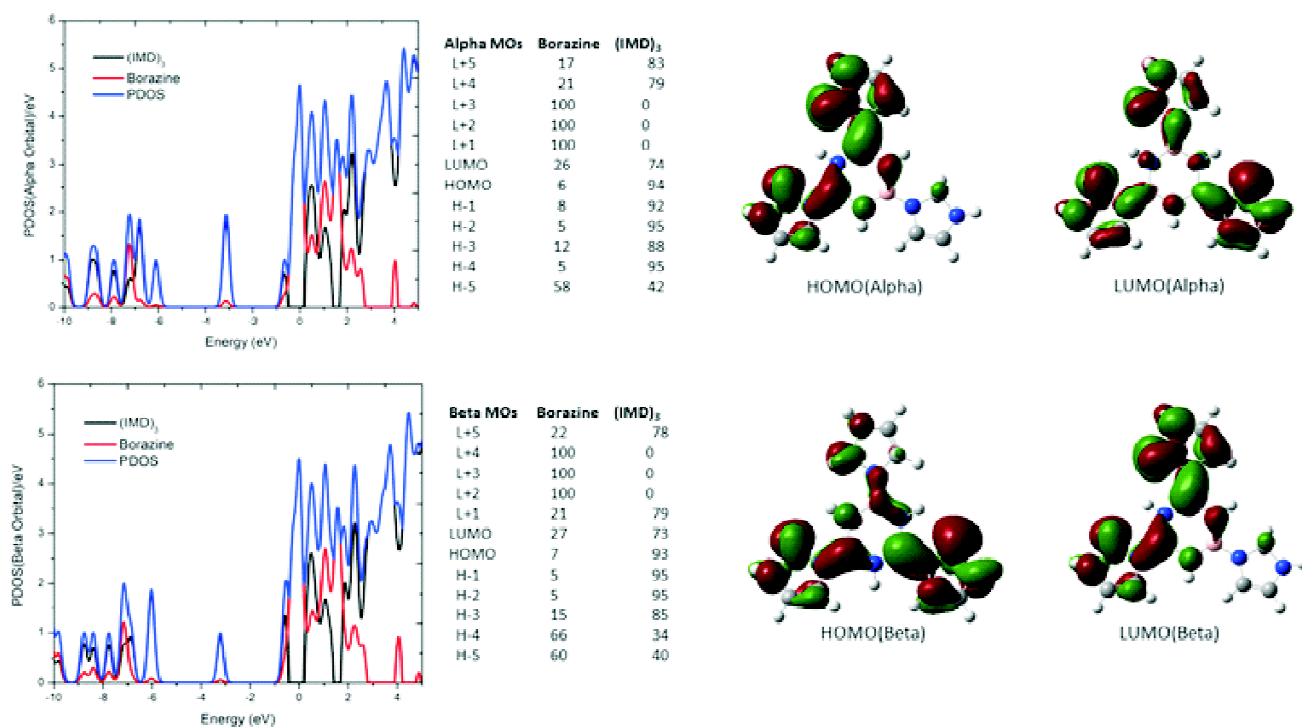 PDOS(Alpha Orbital)/eV
6
5
4
3
2
1
0
(IMD)3
Borazine
PDOS
-10 -8 -6 -4 -2 0 2 4
Energy (eV)
Alpha MOs Borazine (IMD)3
L+5 17 83
L+4 21 79
L+3 100 0
L+2 100 0
L+1 100 0
LUMO 26 74
HOMO 6 94
H-1 8 92
H-2 5 95
H-3 12 88
H-4 5 95
H-5 58 42
HOMO(Alpha)
LUMO(Alpha)
PDOS(Beta Orbital)/eV
6
5
4
3
2
1
0
(IMD)3
Borazine
PDOS
-10 -8 -6 -4 -2 0 2 4
Energy (eV)
Beta MOs Borazine (IMD)3
L+5 22 78
L+4 100 0
L+3 100 0
L+2 100 0
L+1 21 79
LUMO 27 73
HOMO 7 93
H-1 5 95
H-2 5 95
H-3 15 85
H-4 66 34
H-5 60 40
HOMO(Beta)
LUMO(Beta)